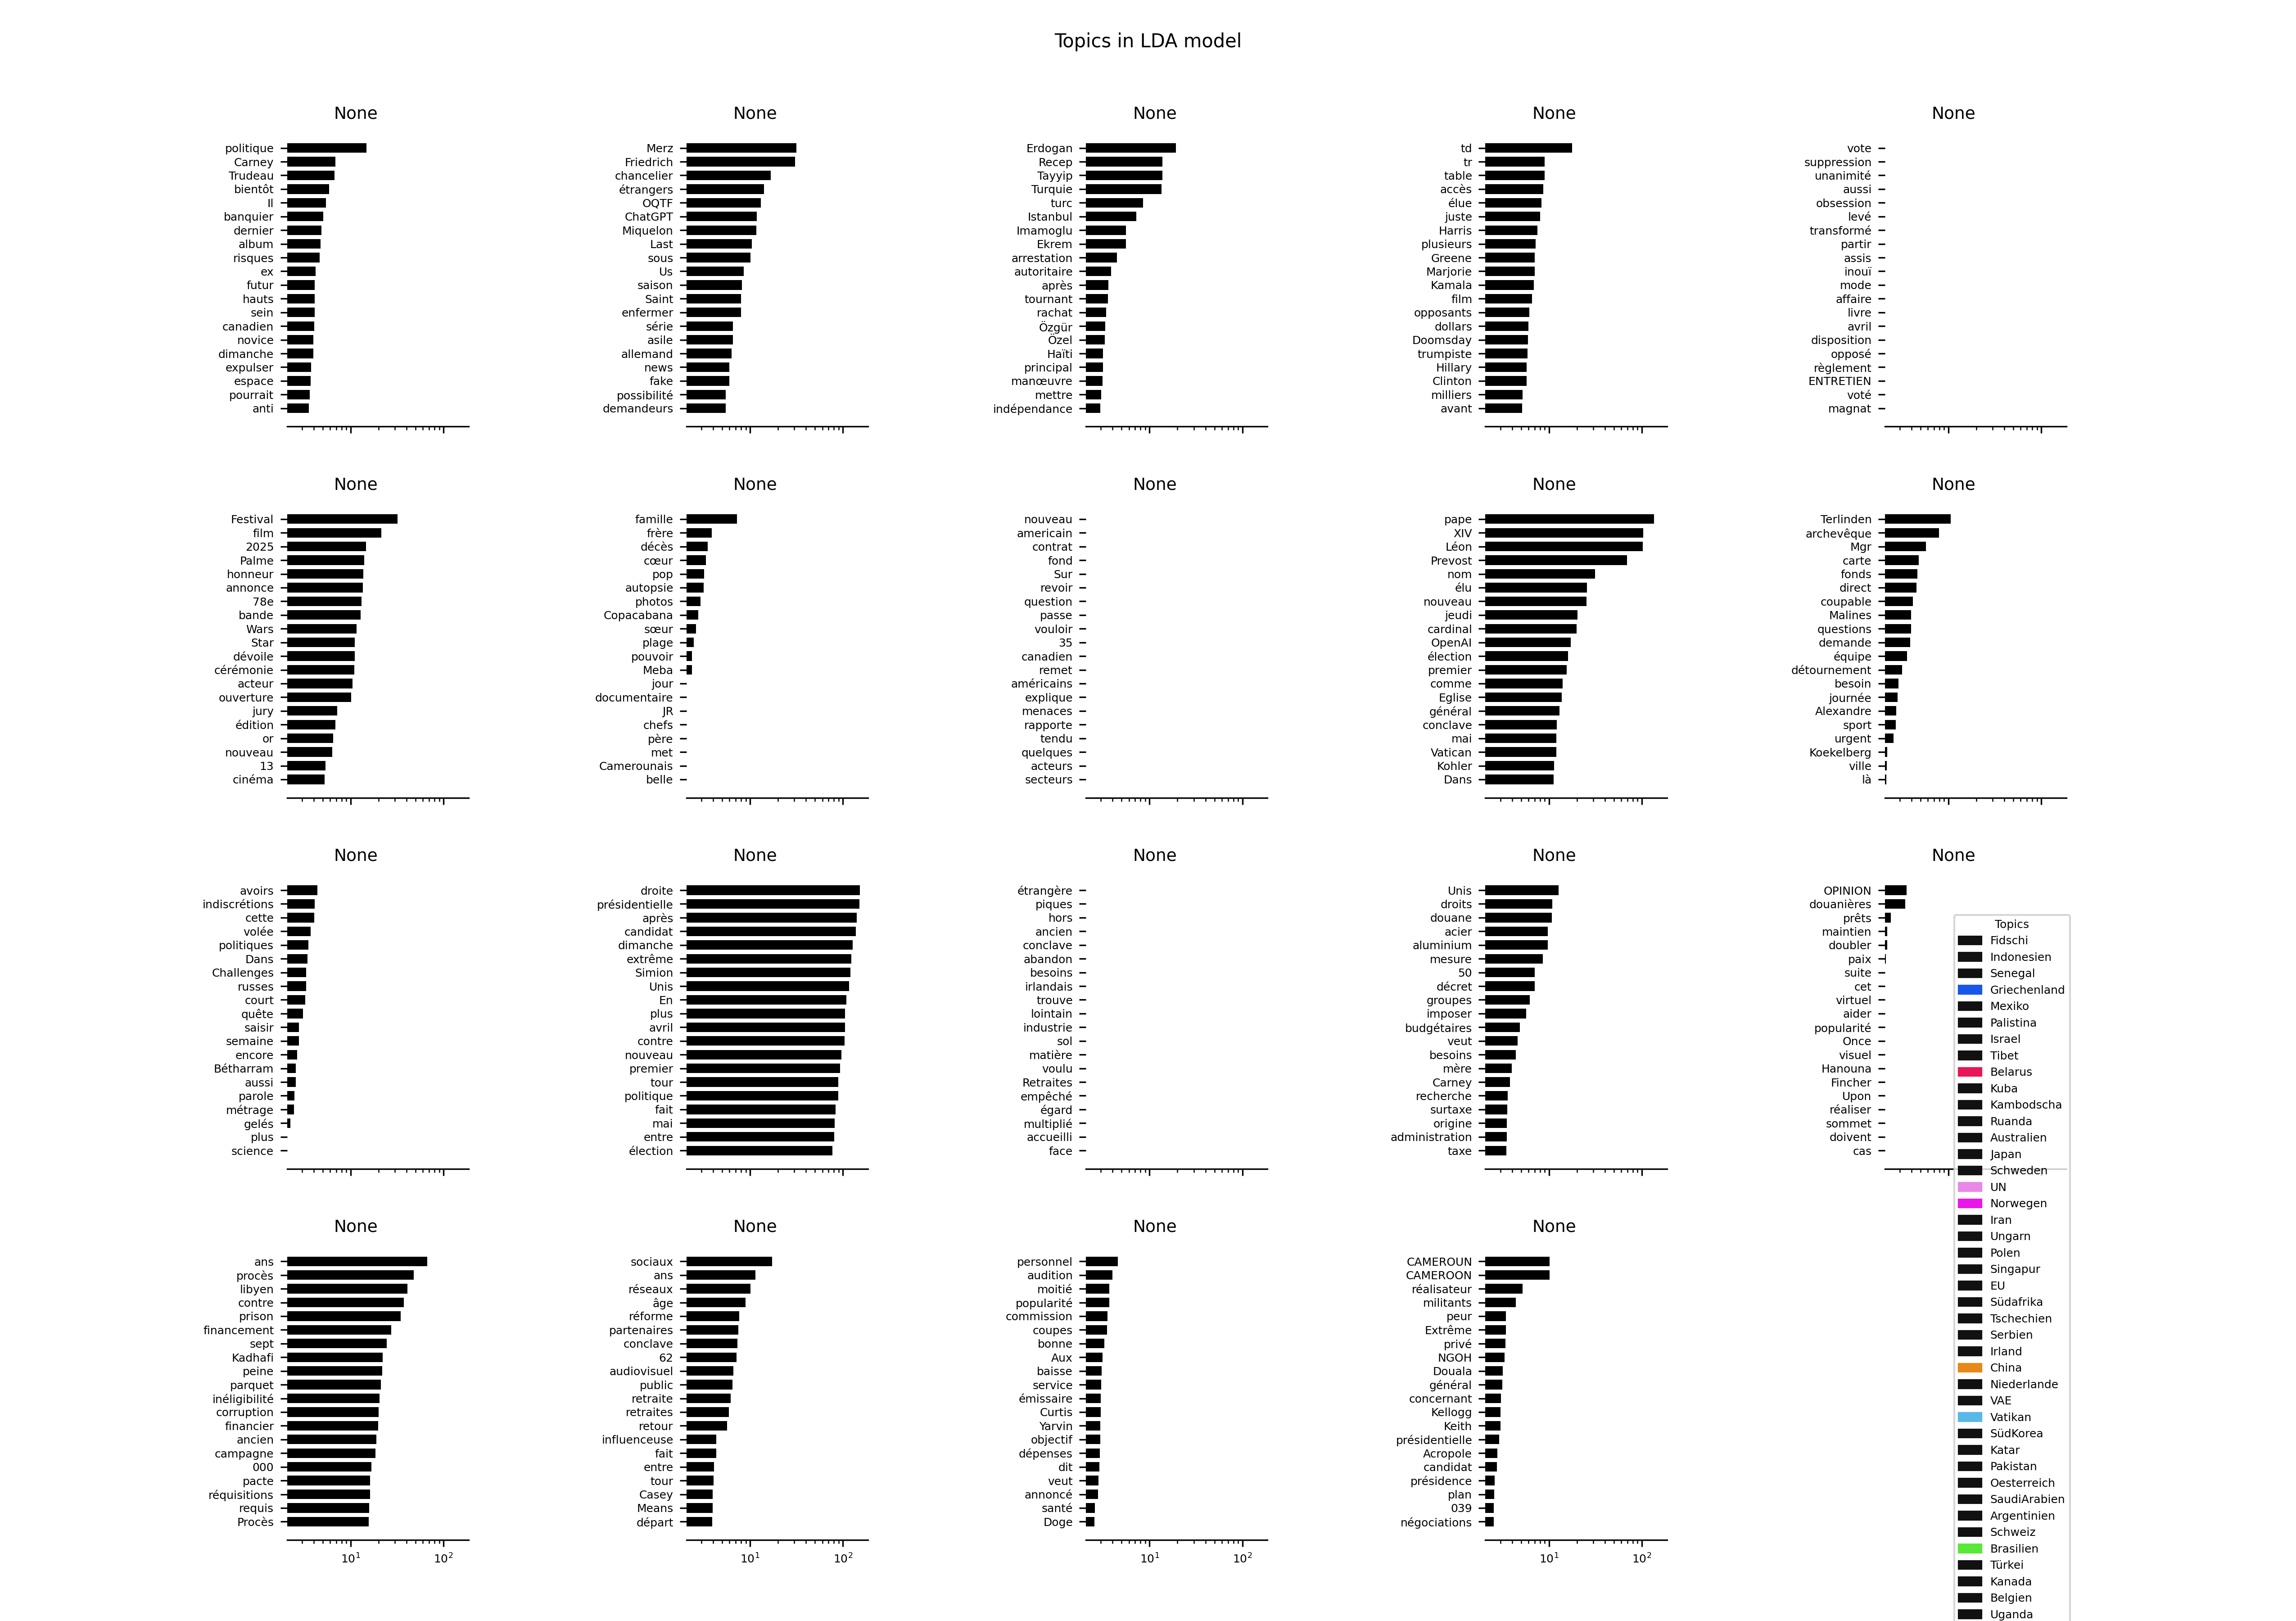 Topics in LDA model
None
politique
Carney
Trudeau
bientôt
Il
banquier
dernier
album
risques
ex
futur
hauts
sein
canadien
novice
dimanche
expulser
espace
pourrait
anti
None
Merz
Friedrich
chancelier
étrangers
OQTF
ChatGPT
Miquelon
Last
sous
Us
saison
Saint
enfermer
série
asile
allemand
news
fake
possibilité
demandeurs
None
Erdogan
Recep
Tayyip
Turquie
turc
Istanbul
Imamoglu
Ekrem
arrestation
autoritaire
après
tournant
rachat
Özgür
Özel
Haïti
principal
manœuvre
mettre
indépendance
None
td
tr
table
accès
élue
juste
Harris
plusieurs
Greene
Marjorie
Kamala
film
opposants
dollars
Doomsday
trumpiste
Hillary
Clinton
milliers
avant
None
vote
suppression
unanimité
aussi
obsession
levé
transformé
partir
assis
inouï
mode
affaire
livre
avril
disposition
opposé
règlement
ENTRETIEN
voté
magnat
None
Festival
film
2025
Palme
honneur
annonce
78e
bande
Wars
Star
dévoile
cérémonie
acteur
ouverture
jury
édition
or
nouveau
13
cinéma
None
famille
frère
décès
cœur
pop
autopsie
photos
Copacabana
sœur
plage
pouvoir
Meba
jour
documentaire
JR
chefs
père
met
Camerounais
belle
None
nouveau
americain
contrat
fond
Sur
revoir
question
passe
vouloir
35
canadien
remet
américains
explique
menaces
rapporte
tendu
quelques
acteurs
secteurs
None
pape
XIV
Léon
Prevost
nom
élu
nouveau
jeudi
cardinal
OpenAI
élection
premier
comme
Eglise
général
conclave
mai
Vatican
Kohler
Dans
None
Terlinden
archevêque
Mgr
carte
fonds
direct
coupable
Malines
questions
demande
équipe
détournement
besoin
journée
Alexandre
sport
urgent
Koekelberg
ville
là
None
avoirs
indiscrétions
cette
volée
politiques
Dans
Challenges
russes
court
quête
saisir
semaine
encore
Bétharram
aussi
parole
métrage
gelés
plus
science
None
droite
présidentielle
après
candidat
dimanche
extrême
Simion
Unis
En
plus
avril
contre
nouveau
premier
tour
politique
fait
mai
entre
élection
None
étrangère
piques
hors
ancien
conclave
abandon
besoins
irlandais
trouve
lointain
industrie
sol
matière
voulu
Retraites
empêché
égard
multiplié
accueilli
face
None
Unis
droits
douane
acier
aluminium
mesure
50
décret
groupes
imposer
budgétaires
veut
besoins
mère
Carney
recherche
surtaxe
origine
administration
taxe
None
OPINION
douanières
prêts
maintien
doubler
paix
suite
cet
virtuel
aider
popularité
Once
visuel
Hanouna
Fincher
Upon
réaliser
sommet
doivent
cas
None
ans
procès
libyen
contre
prison
financement
sept
Kadhafi
peine
parquet
inéligibilité
corruption
financier
ancien
campagne
000
pacte
réquisitions
requis
Procès
10¹ 10²
None
sociaux
ans
réseaux
âge
réforme
partenaires
conclave
62
audiovisuel
public
retraite
retraites
retour
influenceuse
fait
entre
tour
Casey
Means
départ
10¹ 10²
None
personnel
audition
moitié
popularité
commission
coupes
bonne
Aux
baisse
service
émissaire
Curtis
Yarvin
objectif
dépenses
dit
veut
annoncé
santé
Doge
10¹ 10²
None
CAMEROUN
CAMEROON
réalisateur
militants
peur
Extrême
privé
NGOH
Douala
général
concernant
Kellogg
Keith
présidentielle
Acropole
candidat
présidence
plan
039
négociations
10¹ 10²
Topics
Fidschi
Indonesien
Senegal
Griechenland
Mexiko
Palistina
Israel
Tibet
Belarus
Kuba
Kambodscha
Ruanda
Australien
Japan
Schweden
UN
Norwegen
Iran
Ungarn
Polen
Singapur
EU
Südafrika
Tschechien
Serbien
Irland
China
Niederlande
VAE
Vatikan
SüdKorea
Katar
Pakistan
Oesterreich
SaudiArabien
Argentinien
Schweiz
Brasilien
Türkei
Kanada
Belgien
Uganda